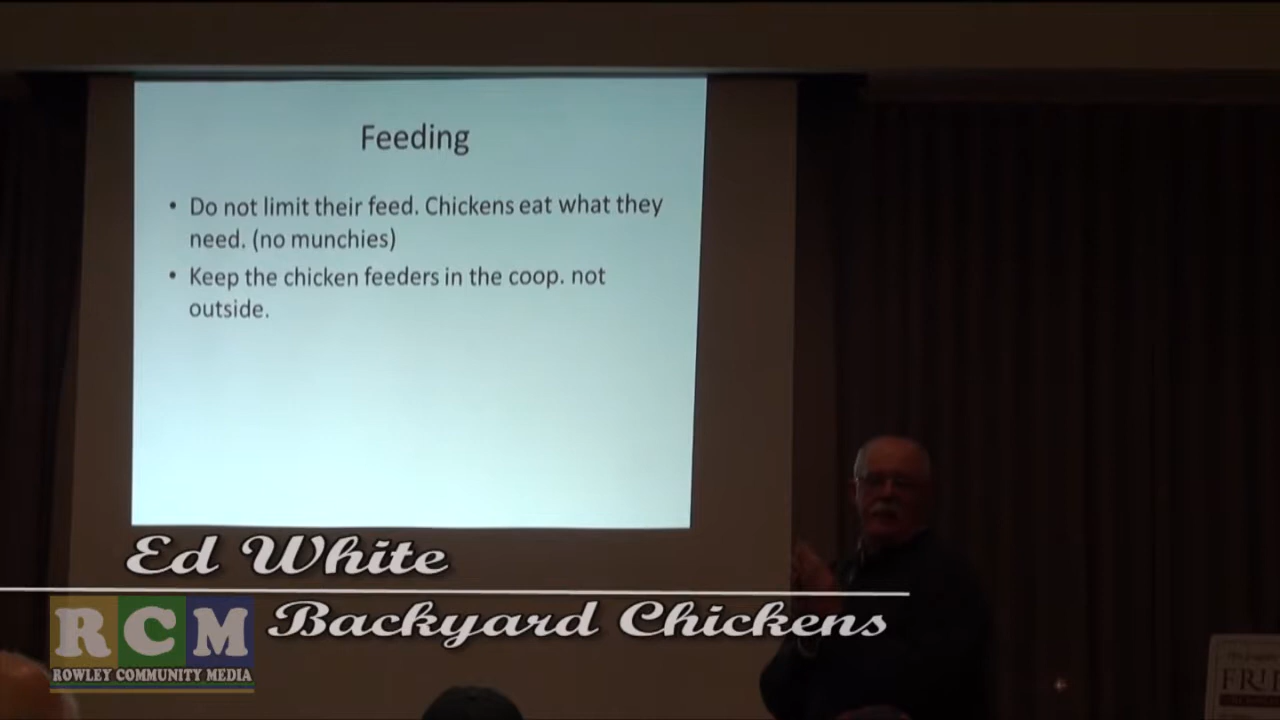 Feeding
• Do not limit their feed. Chickens eat what they
need. (no munchies)
• Keep the chicken feeders in the coop. not
outside.
Ed White
Backyard Chickens
RCM
ROWLEY COMMUNITY MEDIA